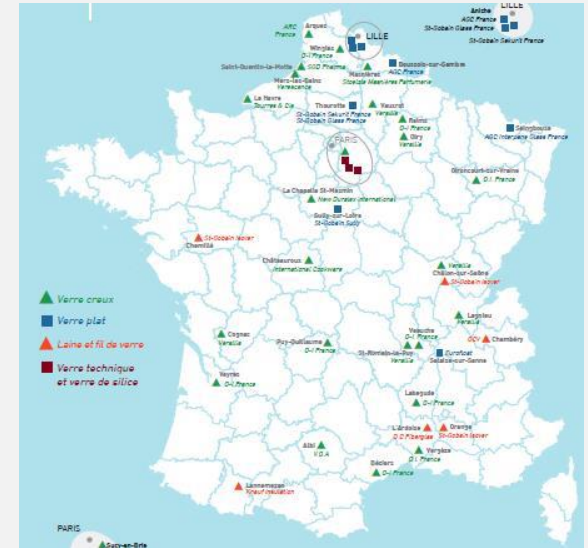 Aniche
LILLE
AGC France
St-Gobain Glass France
St-Gobain Sekurit France
ARC
France
Arques
LILLE
Wingles
O-I France
Saint-Quentin-la-Motte
SGD Pharma
Mers-les-Bains
Verescence
Masnières
Stoelzle Masnières Parfumerie
Boussois-sur-Sambre
AGC France
Le Havre
Tourres & Cie
Thourotte
St-Gobain Sekurit France
St-Gobain Glass France
Vauxrot
Verallia
Reims
O-I France
Oiry
Verallia
PARIS
Seingbouse
AGC Interpane Glass France
Gironcourt-sur-Vraine
O.I. France
La Chapelle St-Mesmin
New Duralex International
Sully-sur-Loire
St-Gobain Sully
St-Gobain Isover
Chemillé
Châteauroux
International Cookware
Verallia
Châlon-sur-Saône
St-Gobain Isover
Verre creux
Verre plat
Laine et fil de verre
Verre technique
et verre de silice
Lagnieu
Verallia
OCV
Chambéry
Cognac
Verallia
Puy-Guillaume
O-I France
Veauche
O-I. France
St-Romain-le-Puy
Verallia
Eurofloat
Salaise-sur-Sanne
Vayres
O-I. France
Labegude
O-I France
L'Ardoise
D C Fiberglas
Orange
St-Gobain Isover
Albi
V.O.A
Vergèze
O.I. France
Béziers
O-I France
Lannemezan
Knauf Insulation
PARIS
Sucy-en-Brie